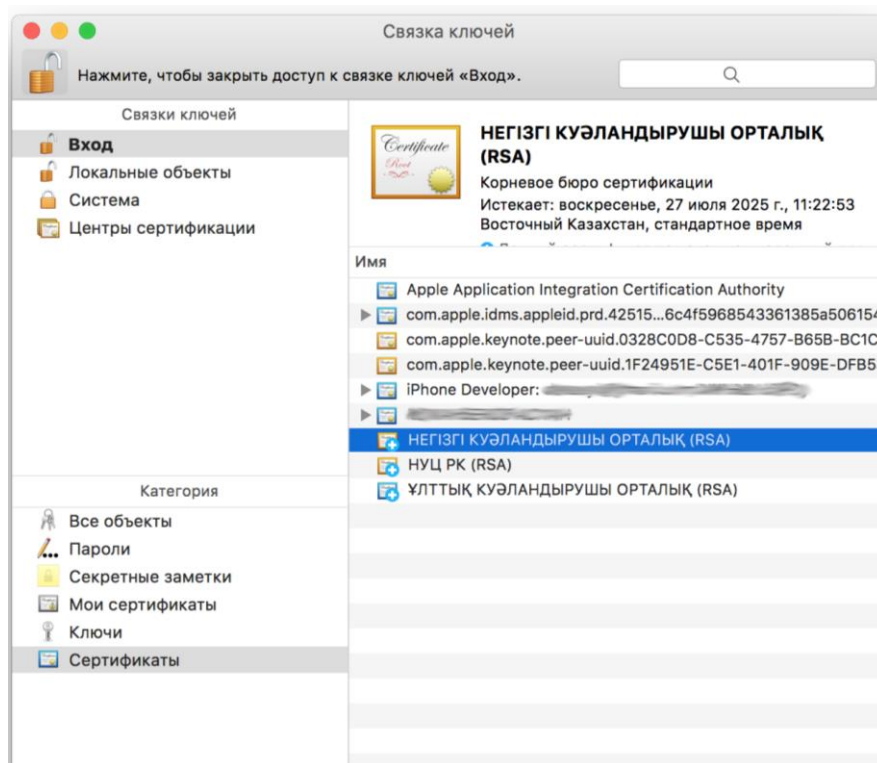 Связка ключей
Нажмите, чтобы закрыть доступ к связке ключей «Вход».
Связки ключей
Вход
Локальные объекты
Система
Центры сертификации
Категория
Все объекты
Пароли
Секретные заметки
Мои сертификаты
Ключи
Сертификаты
Certificate
Root
НЕГІЗГІ КУӘЛАНДЫРУШЫ ОРТАЛЫҚ
(RSA)
Корневое бюро сертификации
Истекает: воскресенье, 27 июля 2025 г., 11:22:53
Восточный Казахстан, стандартное время
Имя
Apple Application Integration Certification Authority
com.apple.idms.appleid.prd.42515...6c4f5968543361385a506154
com.apple.keynote.peer-uuid.0328C0D8-C535-4757-B65B-BC1C
com.apple.keynote.peer-uuid.1F24951E-C5E1-401F-909E-DFB5
iPhone Developer:
НЕГІЗГІ КУӘЛАНДЫРУШЫ ОРТАЛЫҚ (RSA)
НУЦ РК (RSA)
ҰЛТТЫҚ КУӘЛАНДЫРУШЫ ОРТАЛЫҚ (RSA)